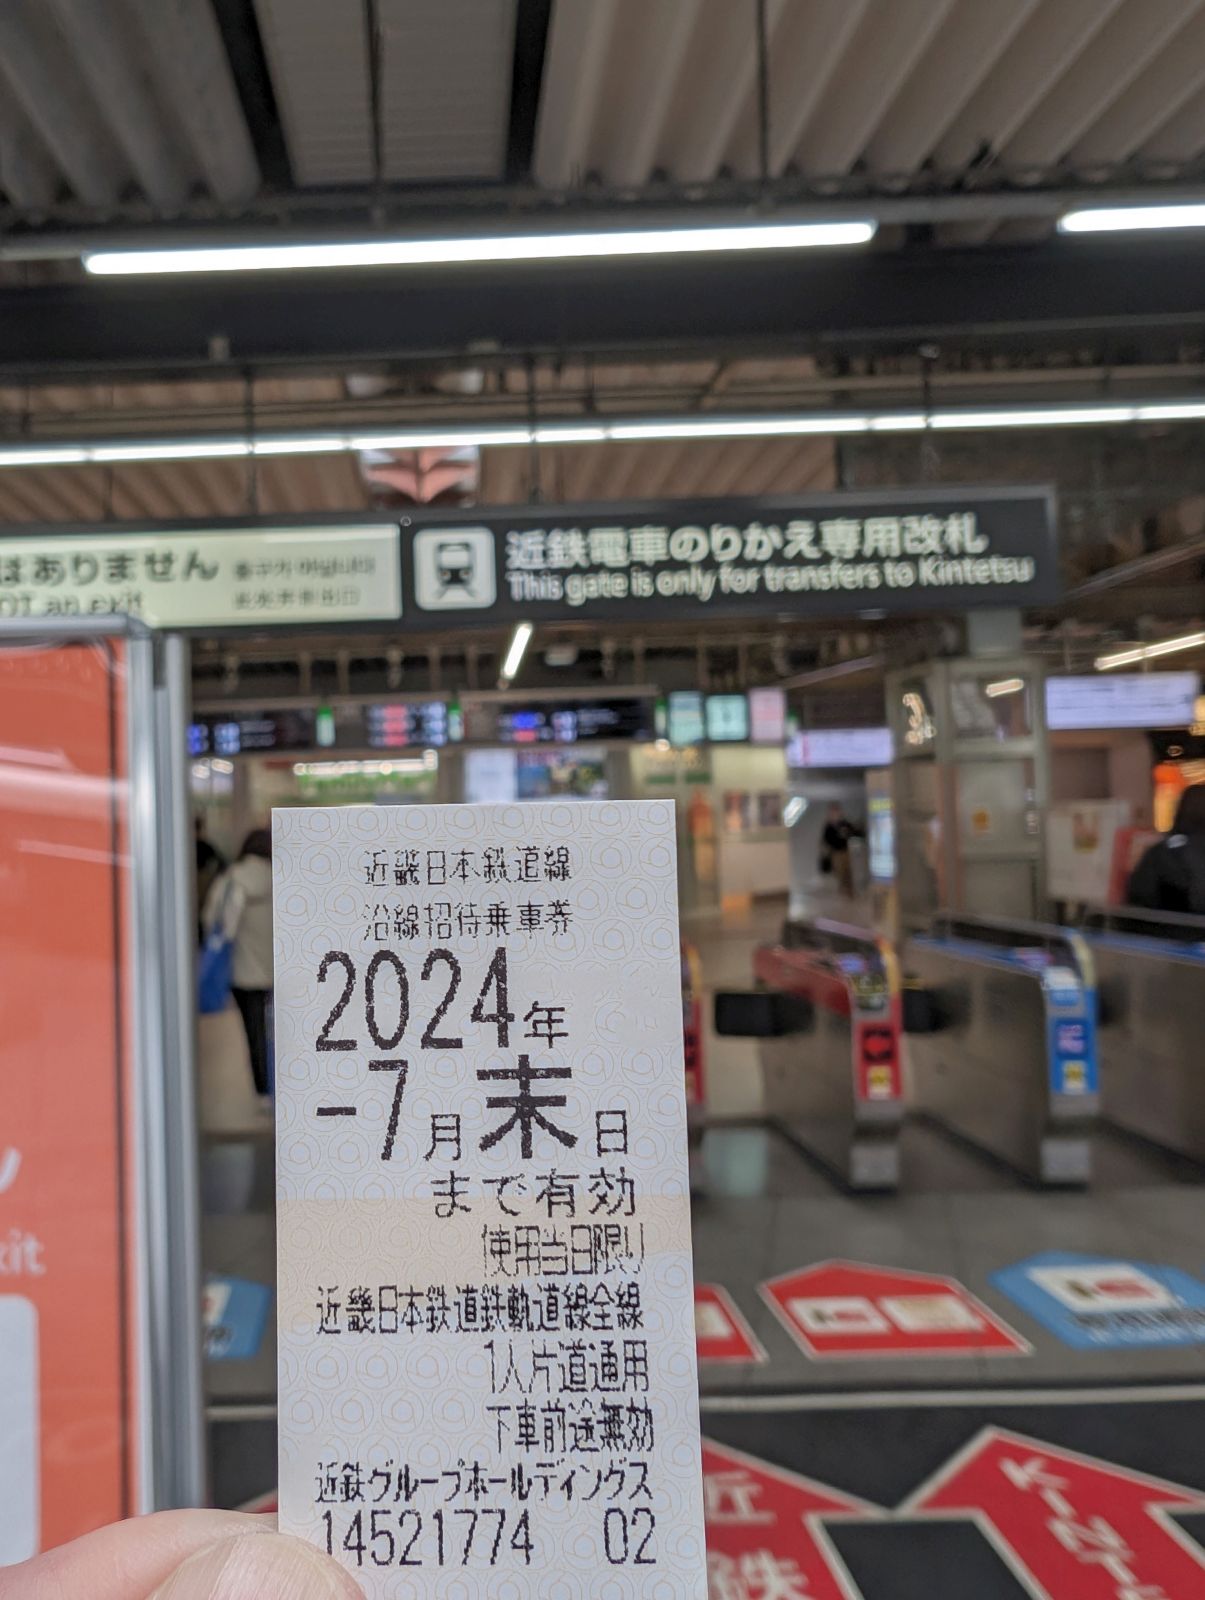 はありません
NOT an exit
近鉄電車のりかえ専用改札
This gate is only for transfers to Kintetsu
近畿日本鉄道線
沿線招待乗車券
2024年
-7月末日
まで有効
使用当日限り
近畿日本鉄道鉄軌道線全線
1人片道通用
下車前途無効
近鉄グループホールディングス
14521774 02
近鉄
KINTE
xit